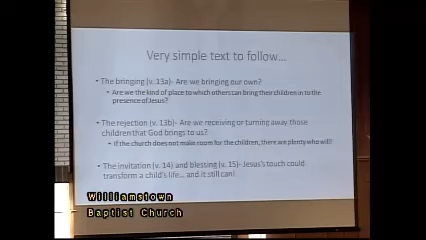 Very simple text to follow...
• The bringing (v. 13a)- Are we bringing our own?
• Are we the kind of place to which others can bring their children in to the
presence of Jesus?
• The rejection (v. 13b)- Are we receiving or turning away those
children that God brings to us?
• If the church does not make room for the children, there are plenty who will!
• The invitation (v. 14) and blessing (v. 15)- Jesus's touch could
transform a child's life... and it still can!
Williamstown
Baptist Church